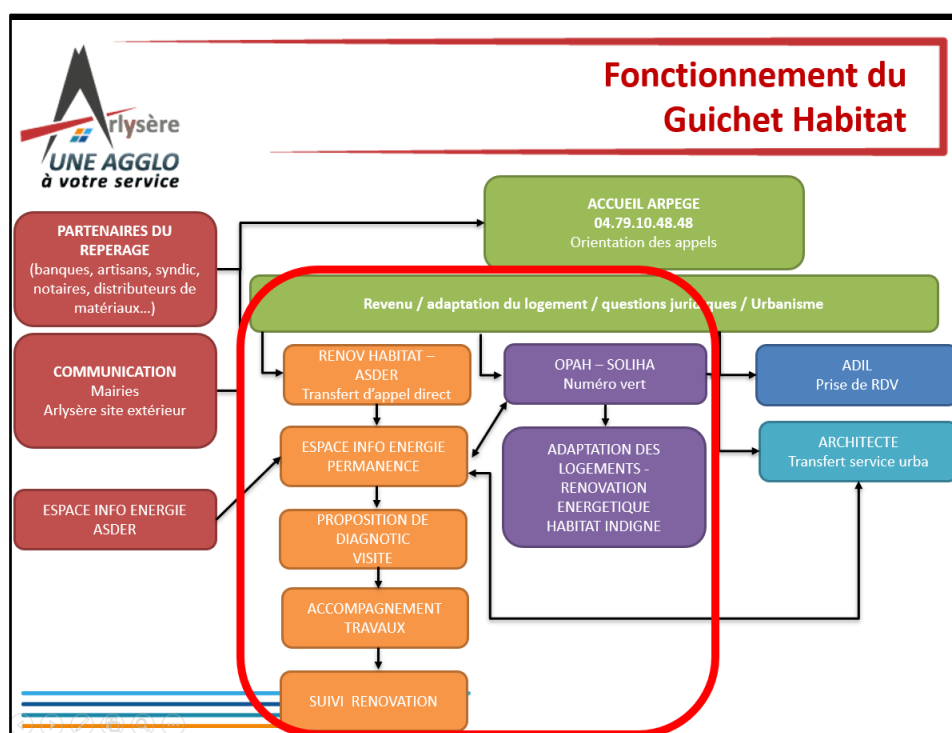 Fonctionnement du
Guichet Habitat
Arlysère
UNE AGGLO
à votre service
PARTENAIRES DU
REPERAGE
(banques, artisans, syndic,
notaires, distributeurs de
matériaux...)
ACCUEIL ARPEGE
04.79.10.48.48
Orientation des appels
Revenu / adaptation du logement / questions juridiques / Urbanisme
COMMUNICATION
Mairies
Arlysère site extérieur
RENOV HABITAT –
ASDER
Transfert d'appel direct
OPAH – SOLIHA
Numéro vert
ADIL
Prise de RDV
ESPACE INFO ENERGIE
PERMANENCE
ADAPTATION DES
LOGEMENTS -
RENOVATION
ENERGETIQUE
HABITAT INDIGNE
ARCHITECTE
Transfert service urba
ESPACE INFO ENERGIE
ASDER
PROPOSITION DE
DIAGNOTIC
VISITE
ACCOMPAGNEMENT
TRAVAUX
SUIVI RENOVATION